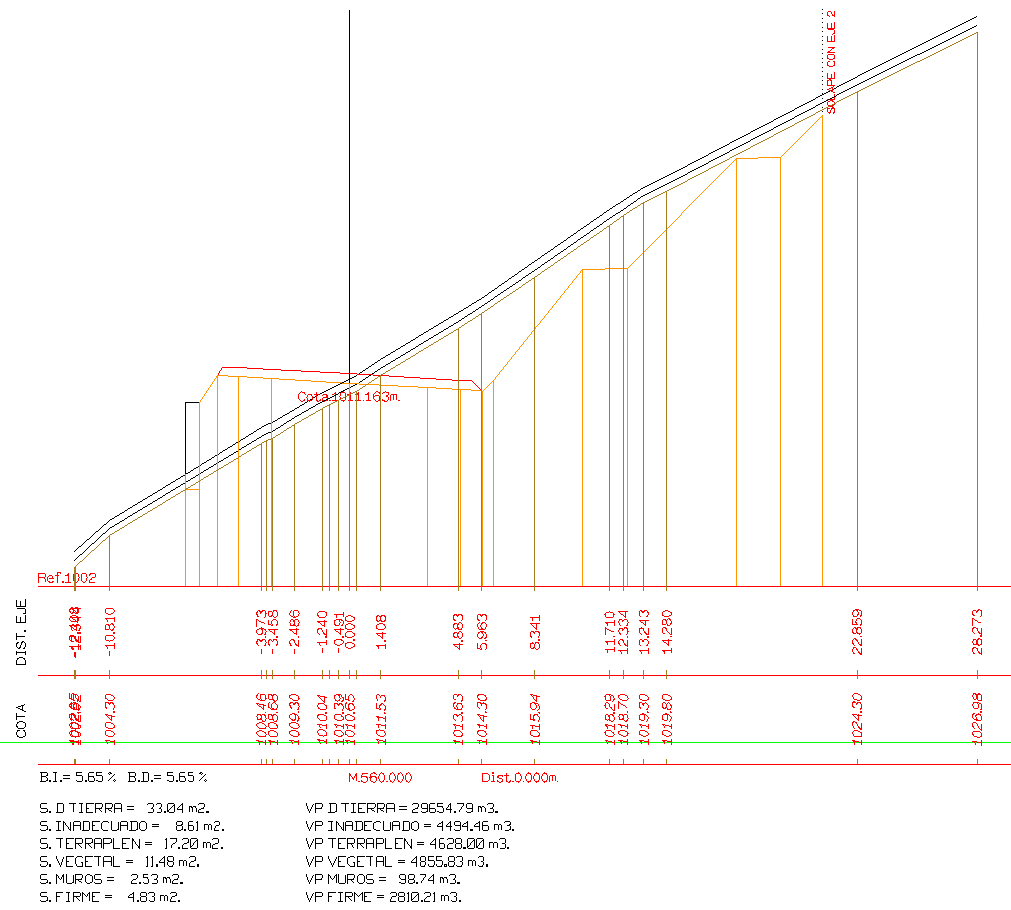 SOLAPE CON EJE 2
Cota.1011.163m.
Ref.1002
DIST. EJE
-12.408
-10.810
-3.973
-3.458
-2.486
-1.240
-0.491
0.000
1.408
4.883
5.963
8.341
11.710
12.334
13.243
14.280
22.859
28.273
COTA
1004.30
1008.46
1008.68
1009.30
1010.04
1010.39
1010.65
1011.53
1013.63
1014.30
1015.94
1018.29
1018.70
1019.30
1019.80
1024.30
1026.98
B.I.= 5.65 % B.D.= 5.65 %
M.560.000
Dist.0.000m.
S. D TIERRA = 33.04 m2.
VP D TIERRA = 29654.79 m3.
S. INADECUADO = 8.61 m2.
VP INADECUADO = 4494.46 m3.
S. TERRAPLEN = 17.20 m2.
VP TERRAPLEN = 4628.00 m3.
S. VEGETAL = 11.48 m2.
VP VEGETAL = 4855.83 m3.
S. MUROS = 2.53 m2.
VP MUROS = 98.74 m3.
S. FIRME = 4.83 m2.
VP FIRME = 2810.21 m3.